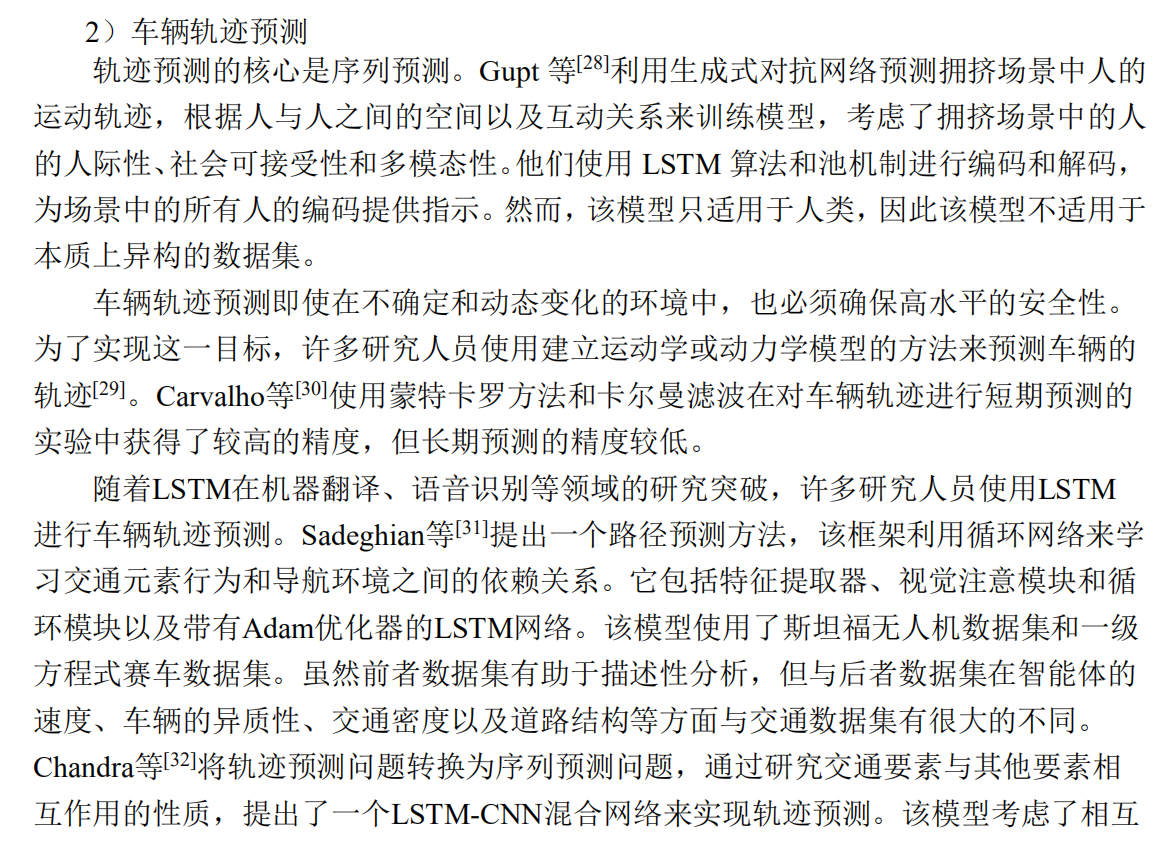 2）车辆轨迹预测
轨迹预测的核心是序列预测。Gupt 等[28]利用生成式对抗网络预测拥挤场景中人的
运动轨迹，根据人与人之间的空间以及互动关系来训练模型，考虑了拥挤场景中的人
的人际性、社会可接受性和多模态性。他们使用 LSTM 算法和池机制进行编码和解码，
为场景中的所有人的编码提供指示。然而，该模型只适用于人类，因此该模型不适用于
本质上异构的数据集。
车辆轨迹预测即使在不确定和动态变化的环境中，也必须确保高水平的安全性。
为了实现这一目标，许多研究人员使用建立运动学或动力学模型的方法来预测车辆的
轨迹[29]。Carvalho等[30]使用蒙特卡罗方法和卡尔曼滤波在对车辆轨迹进行短期预测的
实验中获得了较高的精度，但长期预测的精度较低。
随着LSTM在机器翻译、语音识别等领域的研究突破，许多研究人员使用LSTM
进行车辆轨迹预测。Sadeghian等[31]提出一个路径预测方法，该框架利用循环网络来学
习交通元素行为和导航环境之间的依赖关系。它包括特征提取器、视觉注意模块和循
环模块以及带有Adam优化器的LSTM网络。该模型使用了斯坦福无人机数据集和一级
方程式赛车数据集。虽然前者数据集有助于描述性分析，但与后者数据集在智能体的
速度、车辆的异质性、交通密度以及道路结构等方面与交通数据集有很大的不同。
Chandra等[32]将轨迹预测问题转换为序列预测问题，通过研究交通要素与其他要素相
互作用的性质，提出了一个LSTM-CNN混合网络来实现轨迹预测。该模型考虑了相互